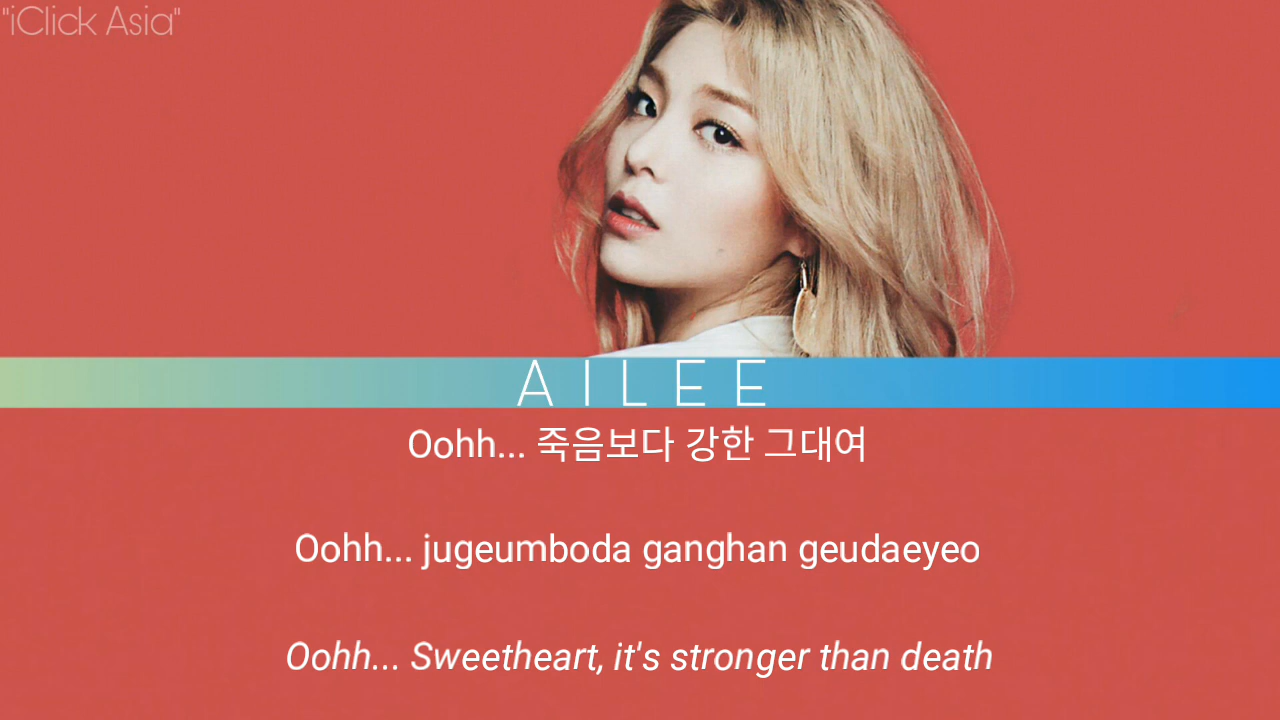 "iClick Asia"
AILEE
Oohh... 죽음보다 강한 그대여
Oohh... jugeumboda ganghan geudaeyeo
Oohh... Sweetheart, it's stronger than death